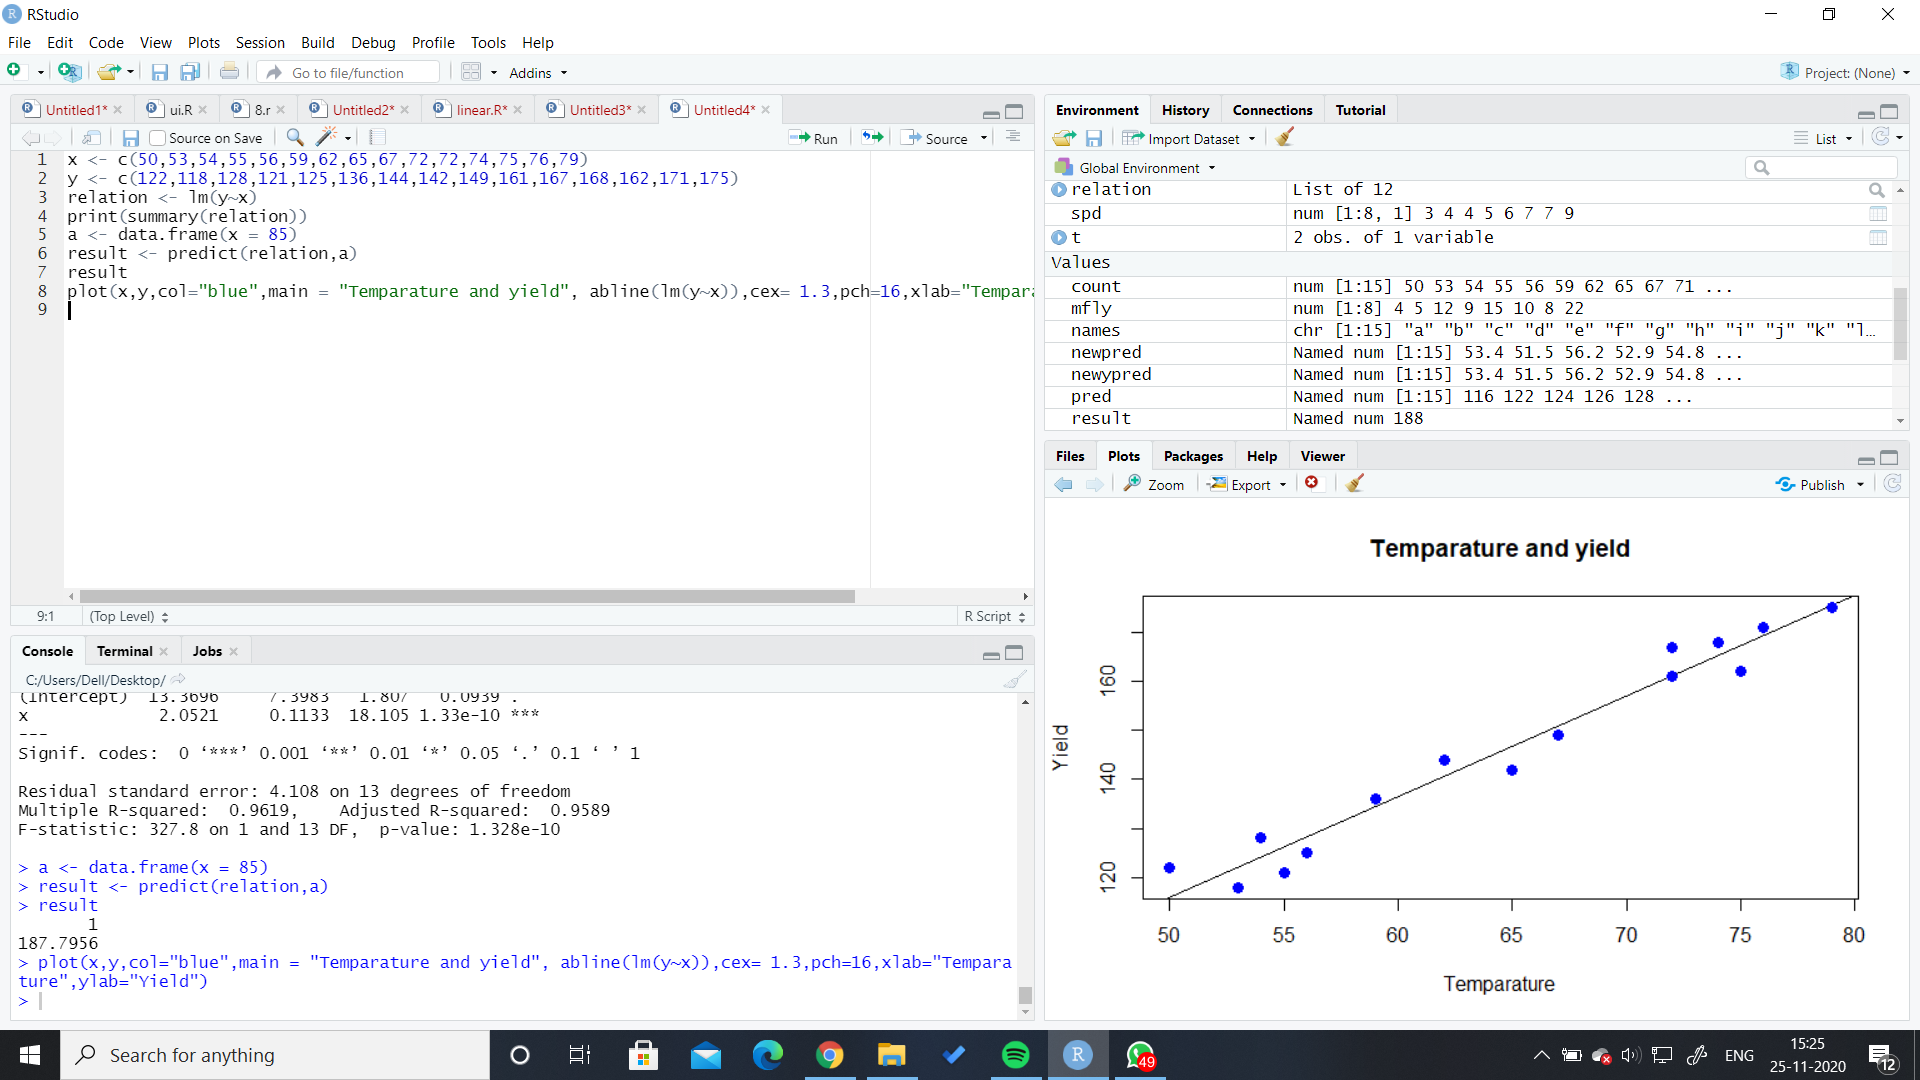 RStudio
File Edit Code View Plots Session Build Debug Profile Tools Help
Go to file/function Addins Project: (None)
Untitled1* ui.R 8.r Untitled2* linear.R* Untitled3* Untitled4*
Source on Save Run Source
1 x <- c(50,53,54,55,56,59,62,65,67,72,72,74,75,76,79)
2 y <- c(122,118,128,121,125,136,144,142,149,161,167,168,162,171,175)
3 relation <- lm(y~x)
4 print(summary(relation))
5 a <- data.frame(x = 85)
6 result <- predict(relation,a)
7 result
8 plot(x,y,col="blue",main = "Temparature and yield", abline(lm(y~x)),cex= 1.3,pch=16,xlab="Tempar
9
9:1 (Top Level) R Script
Console Terminal Jobs
C:/Users/Dell/Desktop/
(Intercept) 13.3696 7.3983 1.807 0.0939 .
x 2.0521 0.1133 18.105 1.33e-10 ***
---
Signif. codes: 0 ‘***’ 0.001 ‘**’ 0.01 ‘*’ 0.05 ‘.’ 0.1 ‘ ’ 1
Residual standard error: 4.108 on 13 degrees of freedom
Multiple R-squared: 0.9619, Adjusted R-squared: 0.9589
F-statistic: 327.8 on 1 and 13 DF, p-value: 1.328e-10
> a <- data.frame(x = 85)
> result <- predict(relation,a)
> result
1
187.7956
> plot(x,y,col="blue",main = "Temparature and yield", abline(lm(y~x)),cex= 1.3,pch=16,xlab="Tempara
ture",ylab="Yield")
>
Environment History Connections Tutorial
Import Dataset List
Global Environment
relation List of 12
spd num [1:8, 1] 3 4 4 5 6 7 7 9
t 2 obs. of 1 variable
Values
count num [1:15] 50 53 54 55 56 59 62 65 67 71 ...
mfly num [1:8] 4 5 12 9 15 10 8 22
names chr [1:15] "a" "b" "c" "d" "e" "f" "g" "h" "i" "j" "k" "l…
newpred Named num [1:15] 53.4 51.5 56.2 52.9 54.8 ...
newypred Named num [1:15] 53.4 51.5 56.2 52.9 54.8 ...
pred Named num [1:15] 116 122 124 126 128 ...
result Named num 188
Files Plots Packages Help Viewer
Zoom Export Publish
Temparature and yield
Yield
160
140
120
50 55 60 65 70 75 80
Temparature
Search for anything
49
ENG
15:25
25-11-2020
12